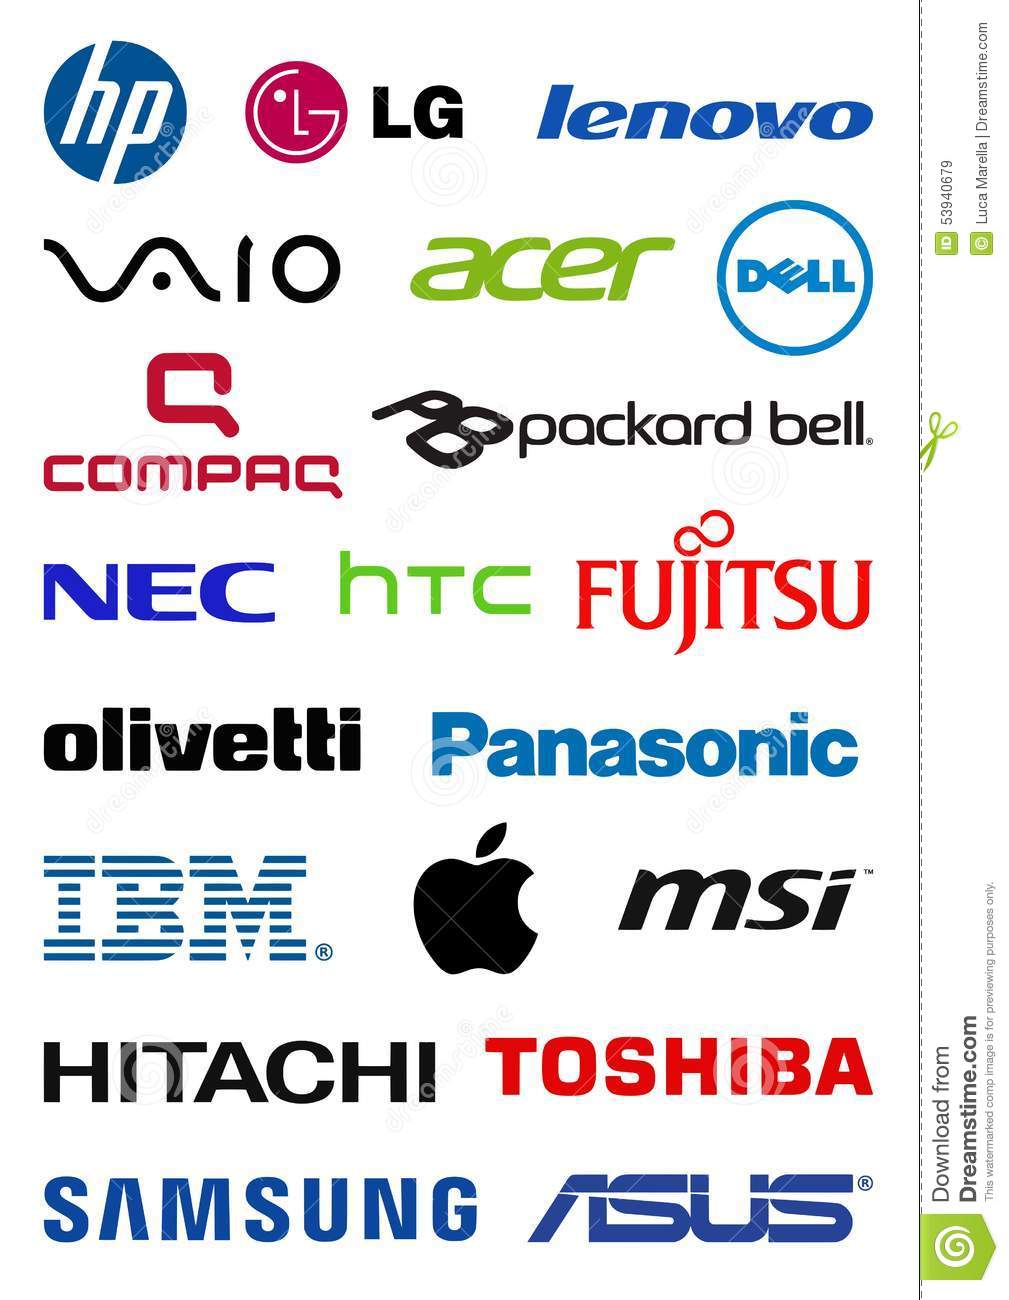 hp LG LG lenovo
VAIO acer DELL
COMPAQ packard bell®
NEC hTC FUJITSU
olivetti Panasonic
IBM® msi™
HITACHI TOSHIBA
SAMSUNG ASUS®
ID 53940679
© Luca Marella | Dreamstime.com
Download from
Dreamstime.com
This watermarked comp image is for previewing purposes only.